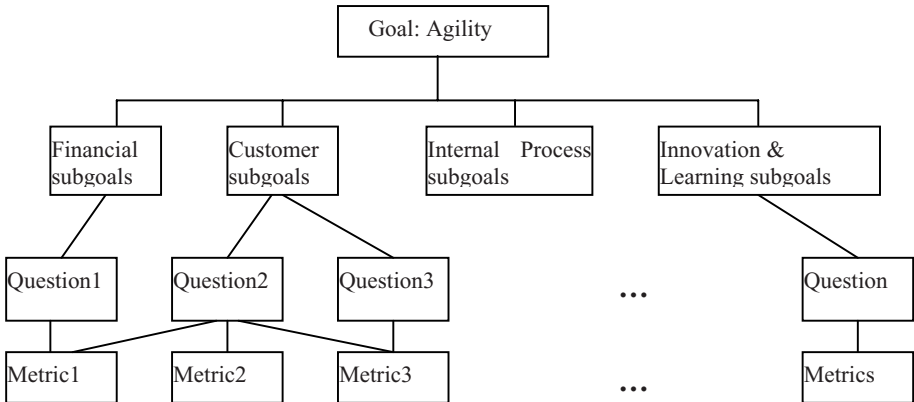 Goal: Agility
Financial
subgoals
Customer
subgoals
Internal Process
subgoals
Innovation &
Learning subgoals
Question1
Question2
Question3
...
Question
Metric1
Metric2
Metric3
...
Metrics